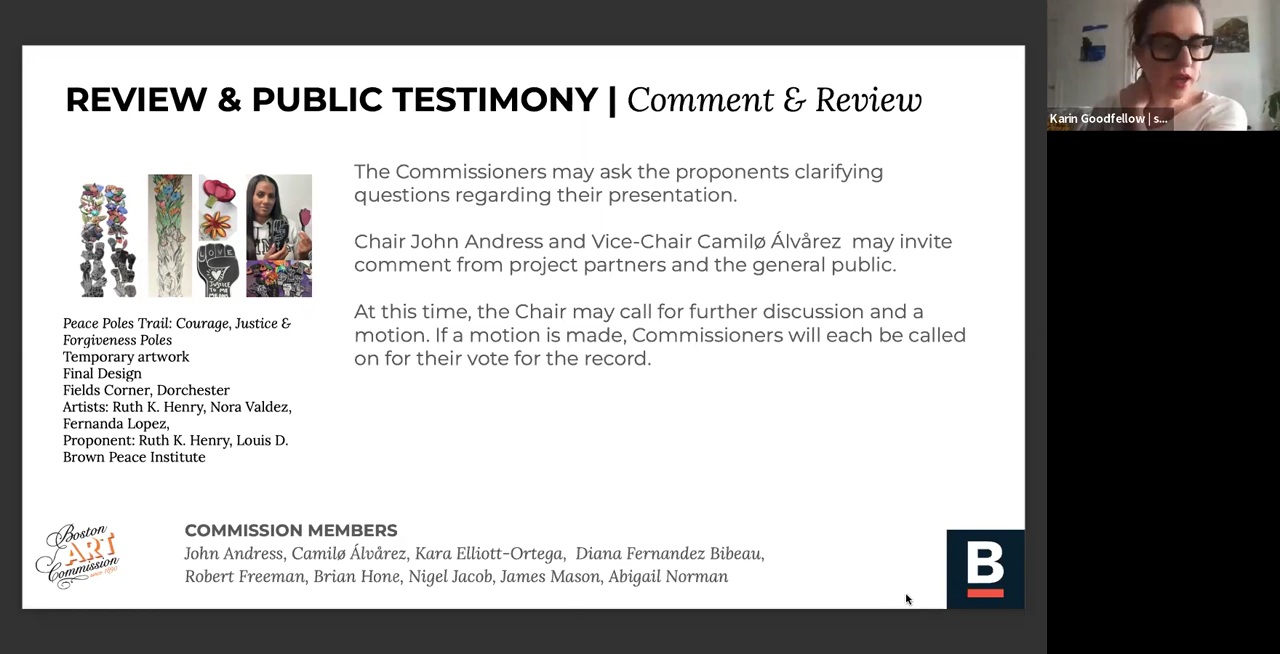 REVIEW & PUBLIC TESTIMONY | Comment & Review
Karin Goodfellow | s...
The Commissioners may ask the proponents clarifying
questions regarding their presentation.
Chair John Andress and Vice-Chair Camilø Álvårez may invite
comment from project partners and the general public.
At this time, the Chair may call for further discussion and a
motion. If a motion is made, Commissioners will each be called
on for their vote for the record.
LOVE
JUSTICE
TO ME
Peace Poles Trail: Courage, Justice &
Forgiveness Poles
Temporary artwork
Final Design
Fields Corner, Dorchester
Artists: Ruth K. Henry, Nora Valdez,
Fernanda Lopez,
Proponent: Ruth K. Henry, Louis D.
Brown Peace Institute
Boston
ART
Commission
since 1890
COMMISSION MEMBERS
John Andress, Camilø Álvårez, Kara Elliott-Ortega, Diana Fernandez Bibeau,
Robert Freeman, Brian Hone, Nigel Jacob, James Mason, Abigail Norman
B